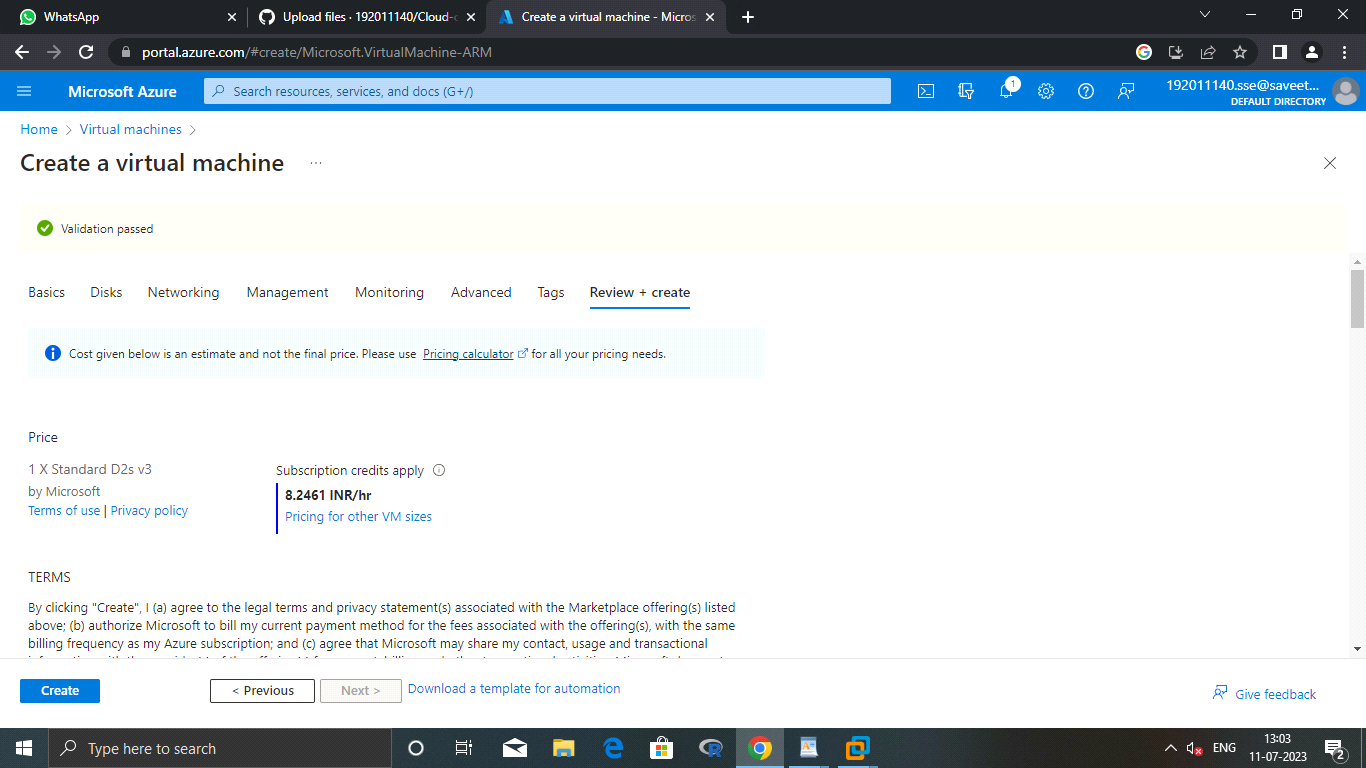 WhatsApp
Upload files · 192011140/Cloud-c
Create a virtual machine - Micros
portal.azure.com/#create/Microsoft.VirtualMachine-ARM
Microsoft Azure
Search resources, services, and docs (G+/)
1
192011140.sse@saveet...
DEFAULT DIRECTORY
Home > Virtual machines >
Create a virtual machine ...
Validation passed
Basics Disks Networking Management Monitoring Advanced Tags Review + create
Cost given below is an estimate and not the final price. Please use Pricing calculator for all your pricing needs.
Price
1 X Standard D2s v3
by Microsoft
Terms of use | Privacy policy
Subscription credits apply
8.2461 INR/hr
Pricing for other VM sizes
TERMS
By clicking "Create", I (a) agree to the legal terms and privacy statement(s) associated with the Marketplace offering(s) listed
above; (b) authorize Microsoft to bill my current payment method for the fees associated with the offering(s), with the same
billing frequency as my Azure subscription; and (c) agree that Microsoft may share my contact, usage and transactional
Create
< Previous
Next >
Download a template for automation
Give feedback
Type here to search
ENG
13:03
11-07-2023
2